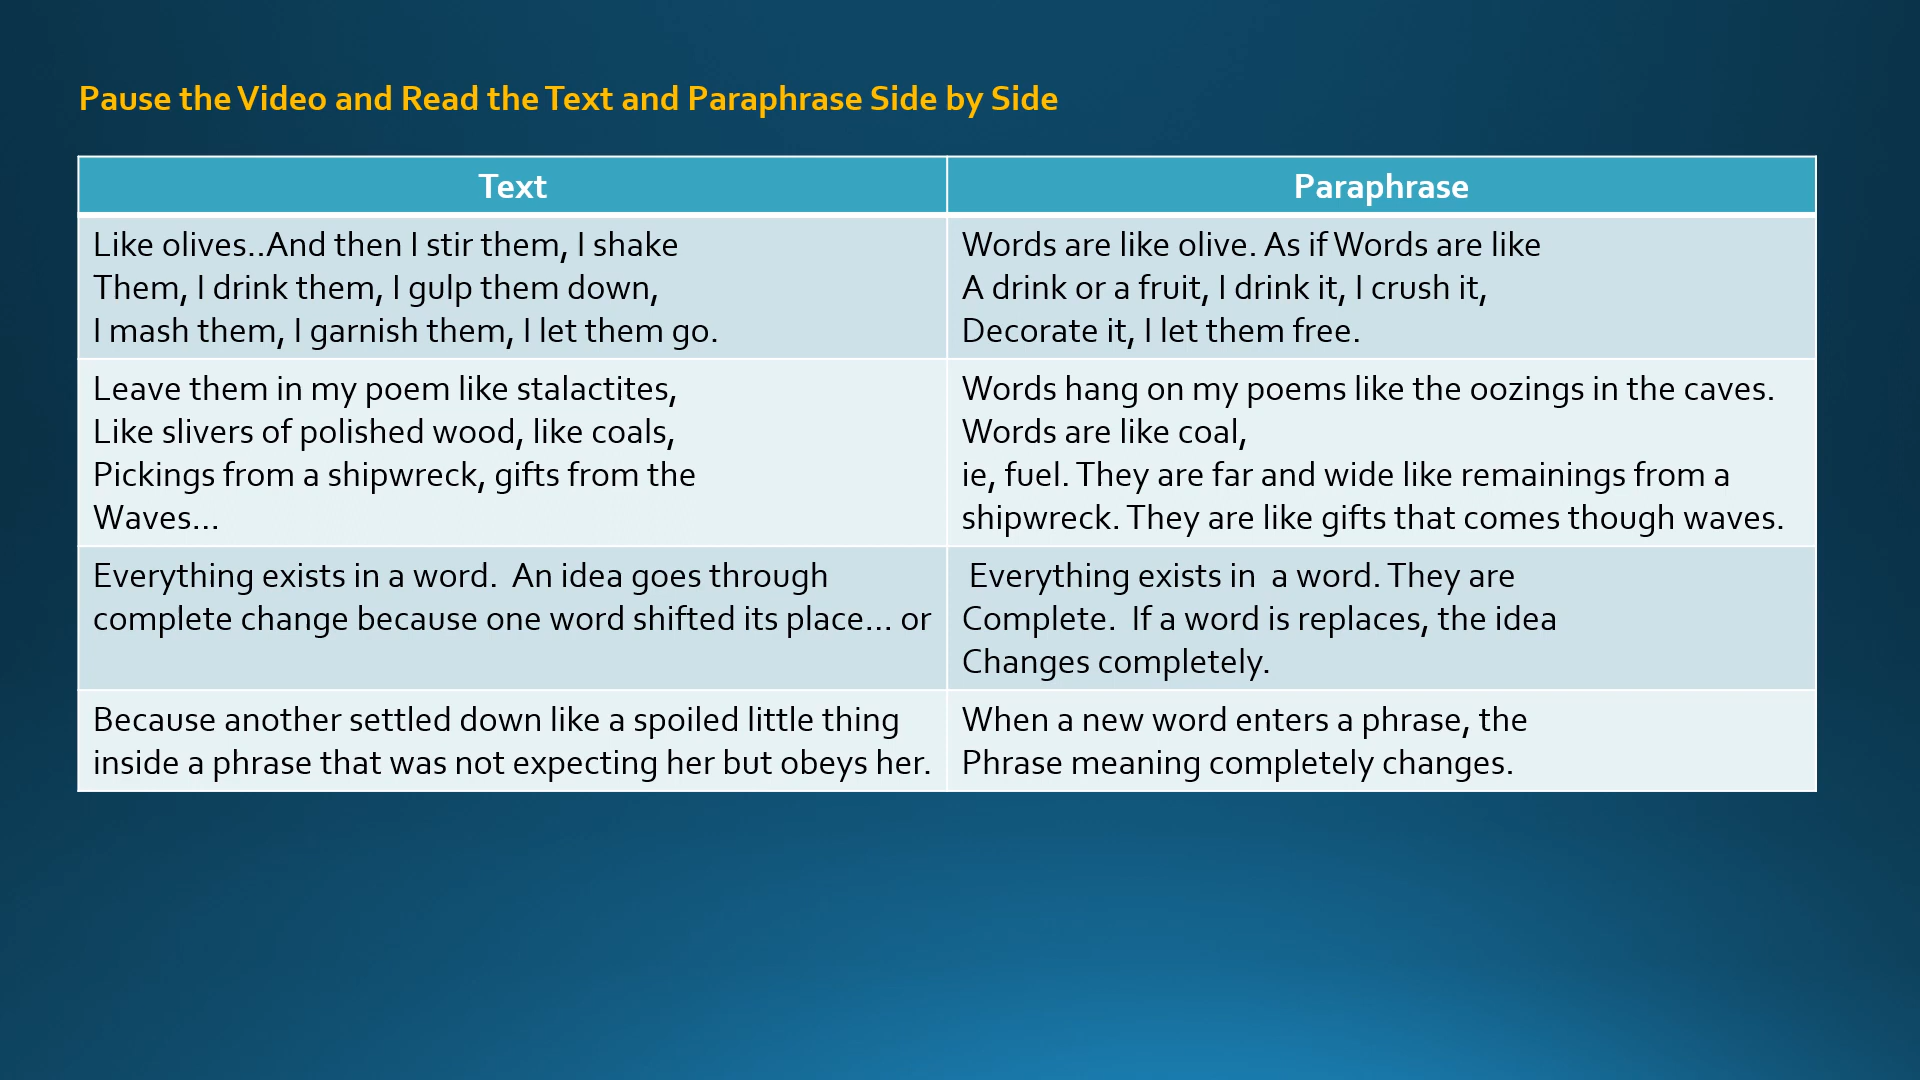 Pause the Video and Read the Text and Paraphrase Side by Side
Text
Paraphrase
Like olives..And then I stir them, I shake
Them, I drink them, I gulp them down,
I mash them, I garnish them, I let them go.
Words are like olive. As if Words are like
A drink or a fruit, I drink it, I crush it,
Decorate it, I let them free.
Leave them in my poem like stalactites,
Like slivers of polished wood, like coals,
Pickings from a shipwreck, gifts from the
Waves...
Words hang on my poems like the oozings in the caves.
Words are like coal,
ie, fuel. They are far and wide like remainings from a
shipwreck. They are like gifts that comes though waves.
Everything exists in a word.  An idea goes through
complete change because one word shifted its place... or
Everything exists in  a word. They are
Complete.  If a word is replaces, the idea
Changes completely.
Because another settled down like a spoiled little thing
inside a phrase that was not expecting her but obeys her.
When a new word enters a phrase, the
Phrase meaning completely changes.